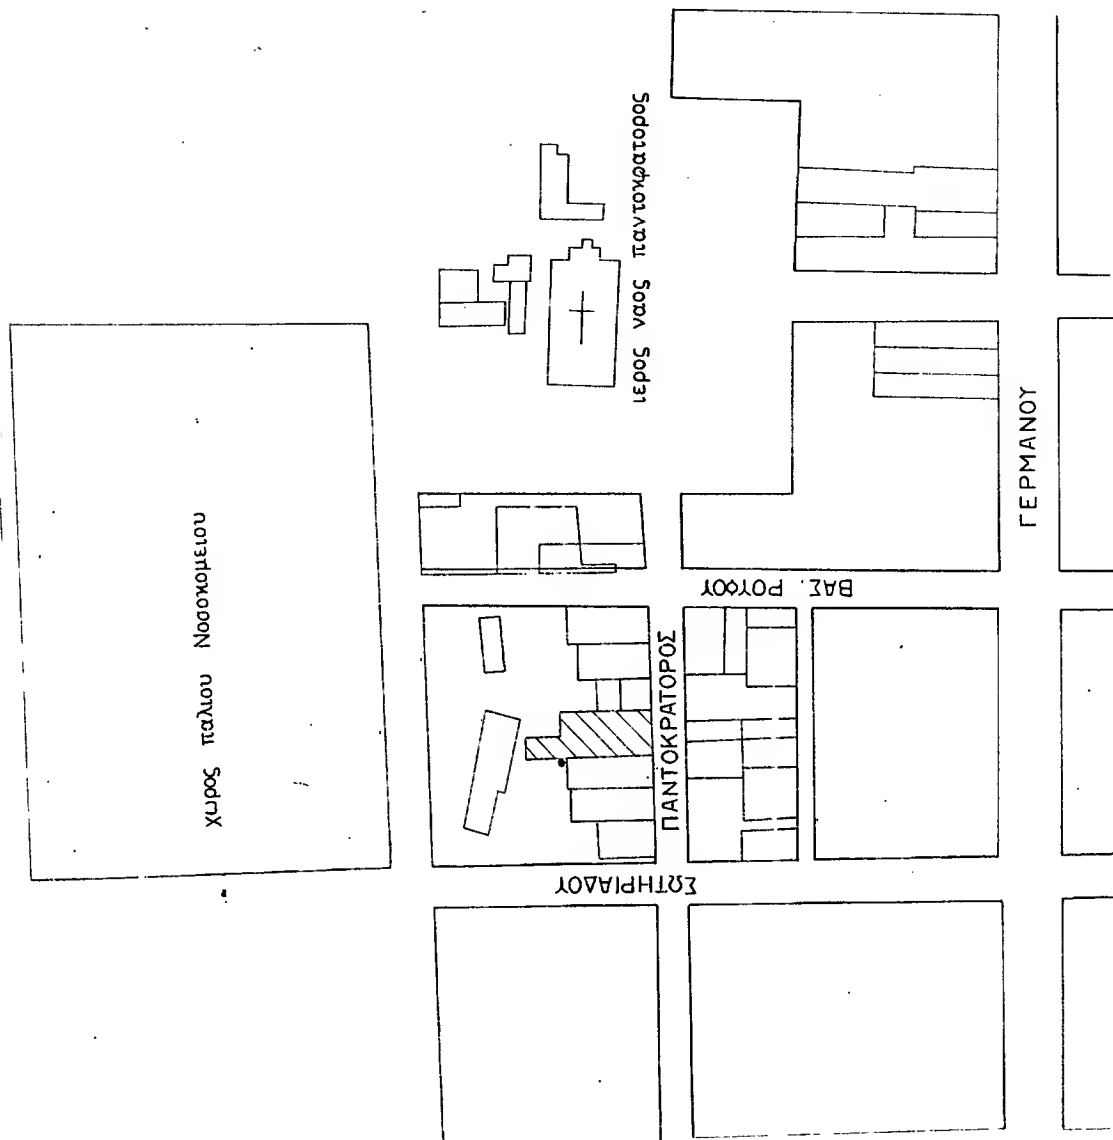 ιερος ναος παντοκρατορος
χωρος παλιου Νοσοκομειου
ΓΕΡΜΑΝΟΥ
ΒΑΣ. ΡΟΥΦΟΥ
ΠΑΝΤΟΚΡΑΤΟΡΟΣ
ΣΩΤΗΡΙΑΔΟΥ